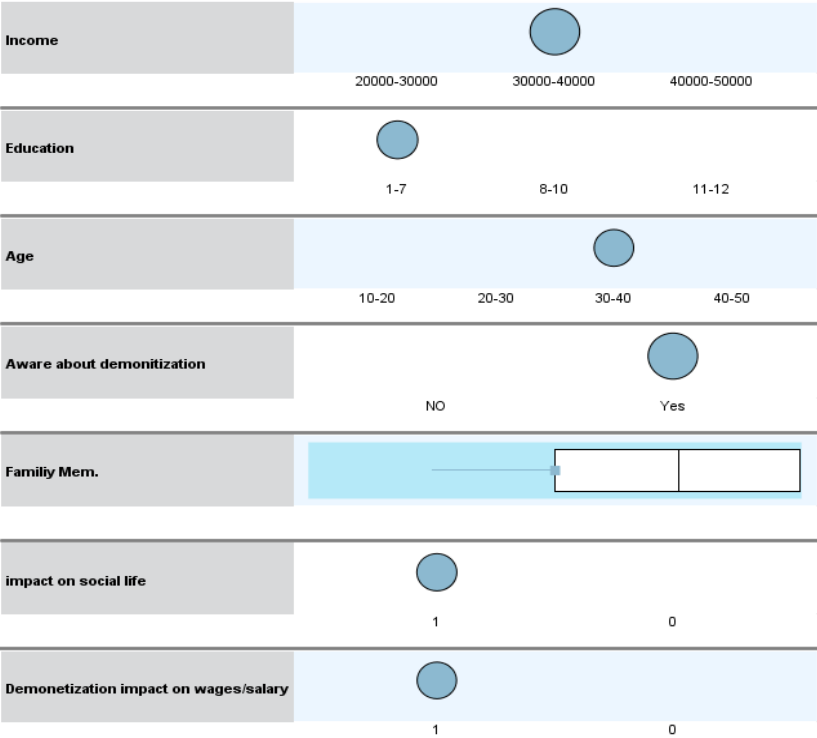 Income
20000-30000 30000-40000 40000-50000
Education
1-7 8-10 11-12
Age
10-20 20-30 30-40 40-50
Aware about demonitization
NO Yes
Familiy Mem.
impact on social life
1 0
Demonetization impact on wages/salary
1 0